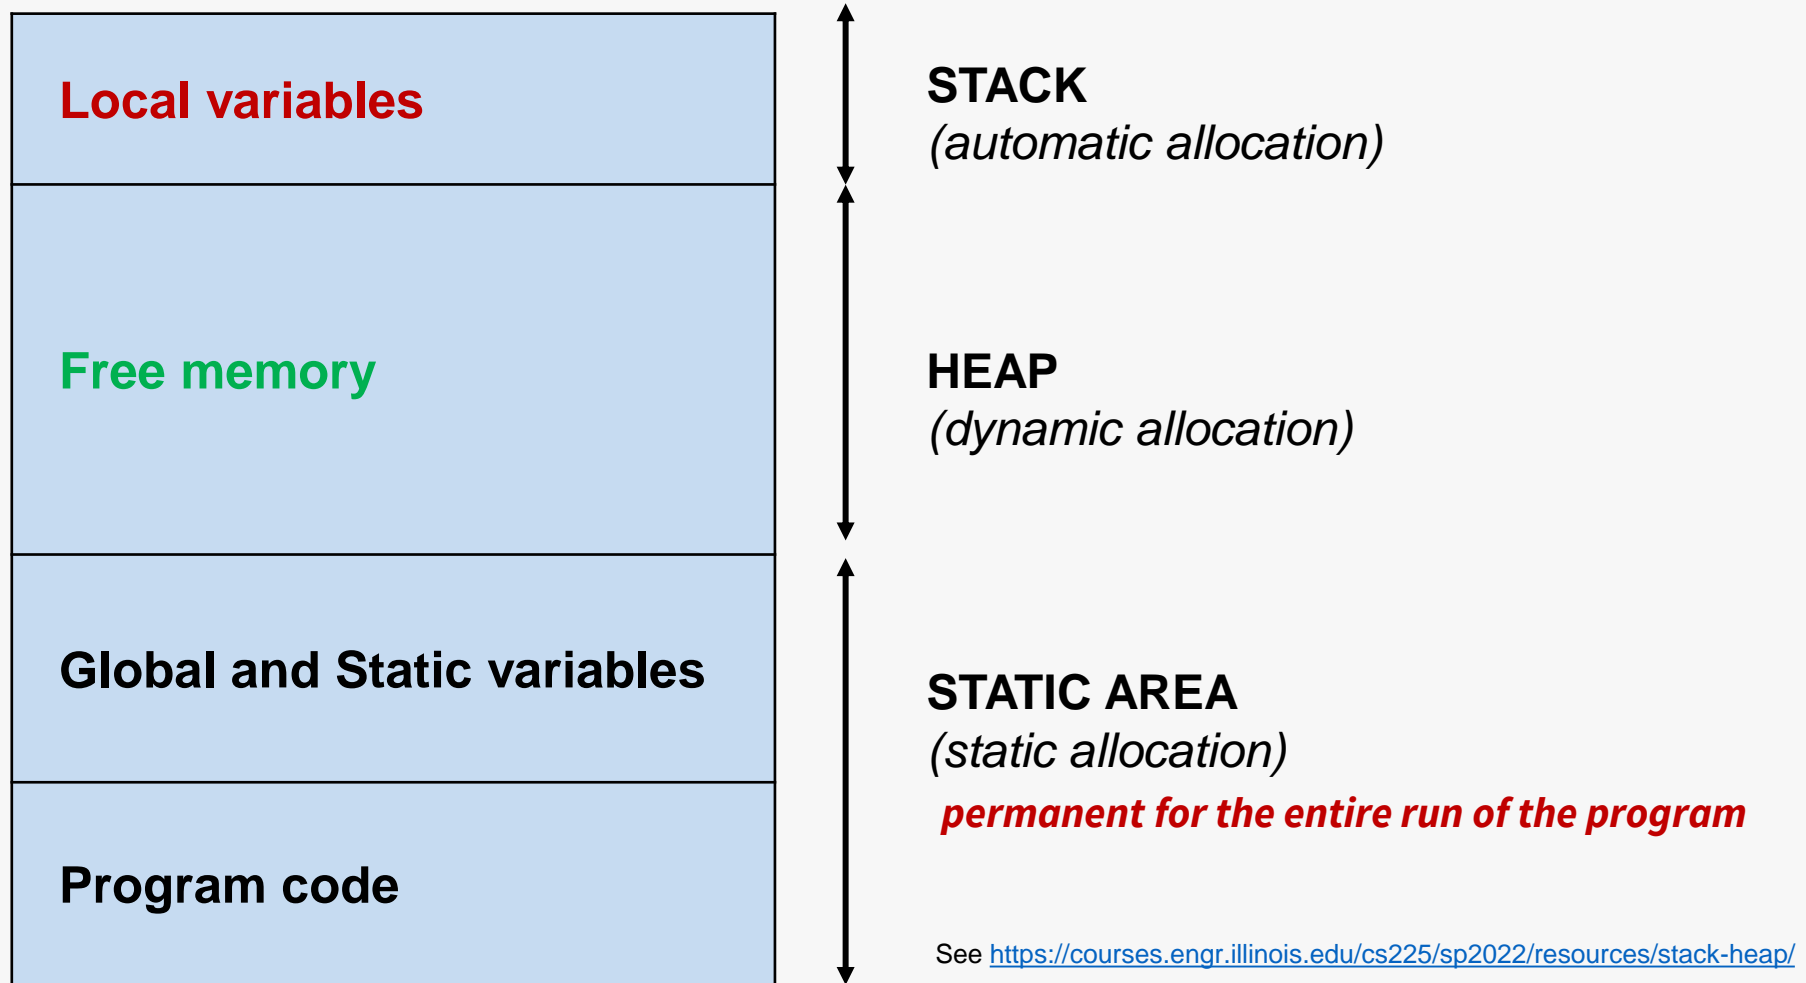 Local variables
STACK
(automatic allocation)
Free memory
HEAP
(dynamic allocation)
Global and Static variables
STATIC AREA
(static allocation)
permanent for the entire run of the program
Program code
See https://courses.engr.illinois.edu/cs225/sp2022/resources/stack-heap/